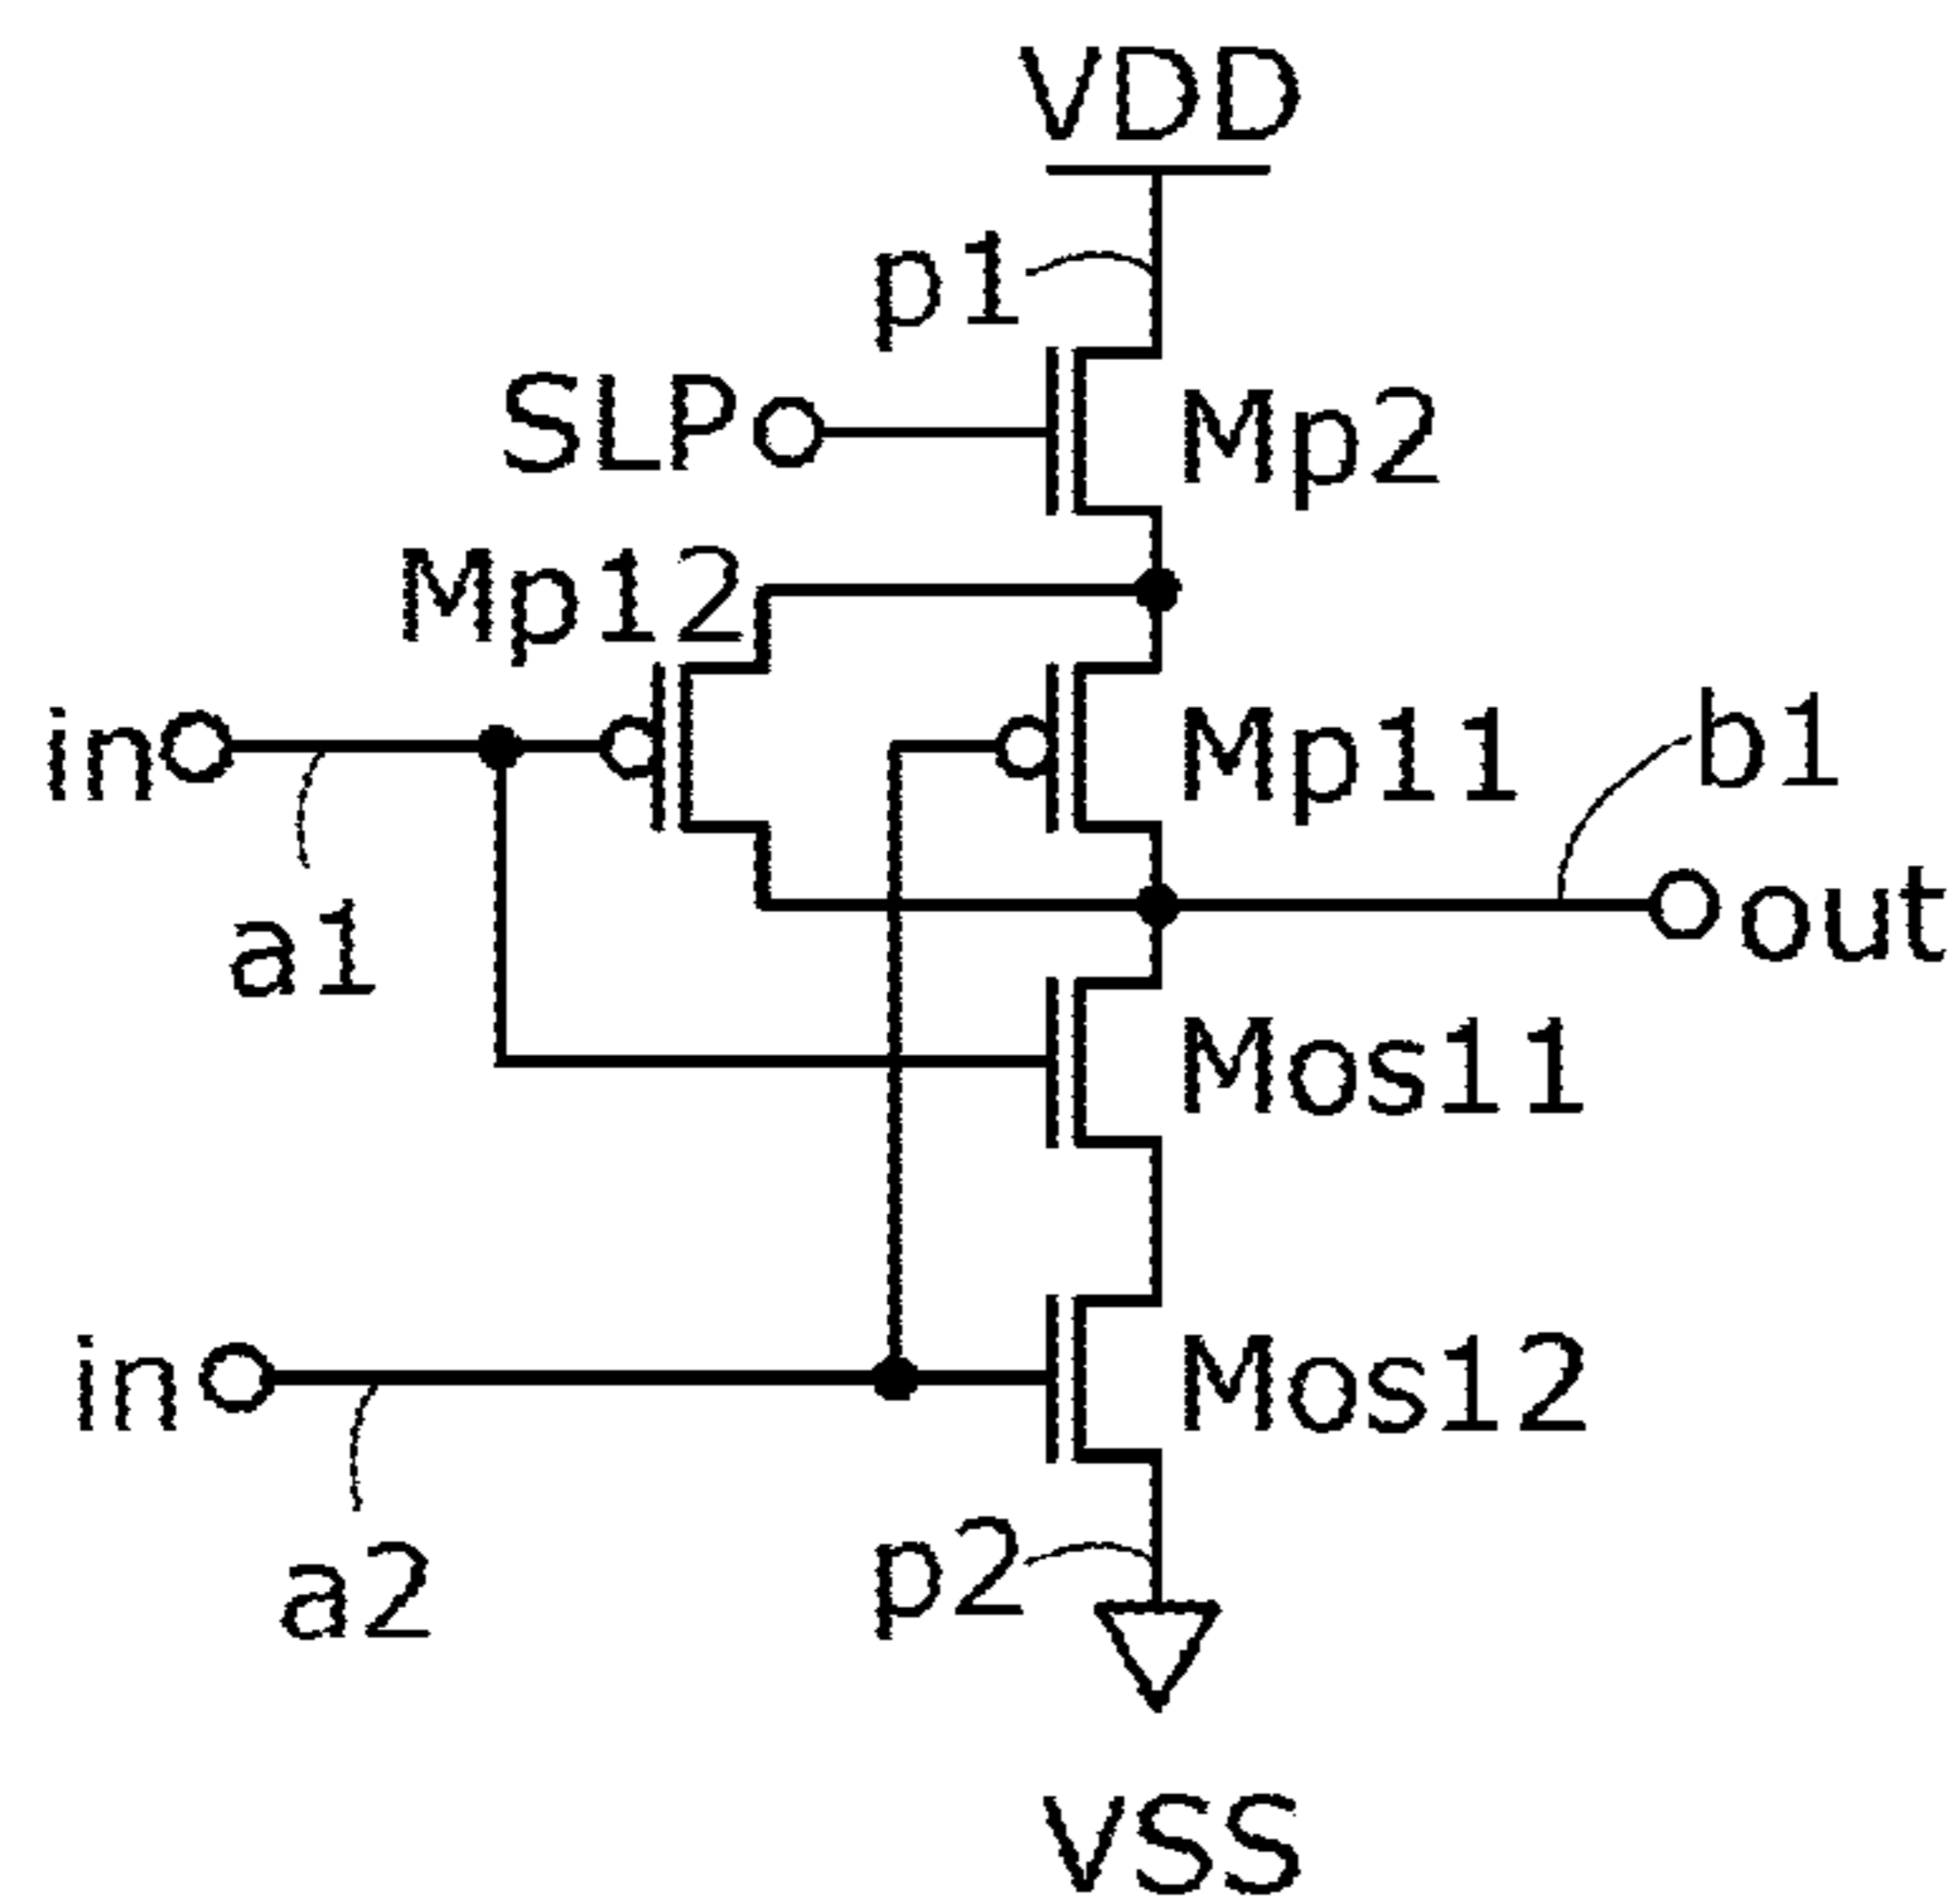 VDD
p1
SLP
Mp2
Mp12
in
Mp11
b1
a1
out
Mos11
in
Mos12
a2
p2
VSS